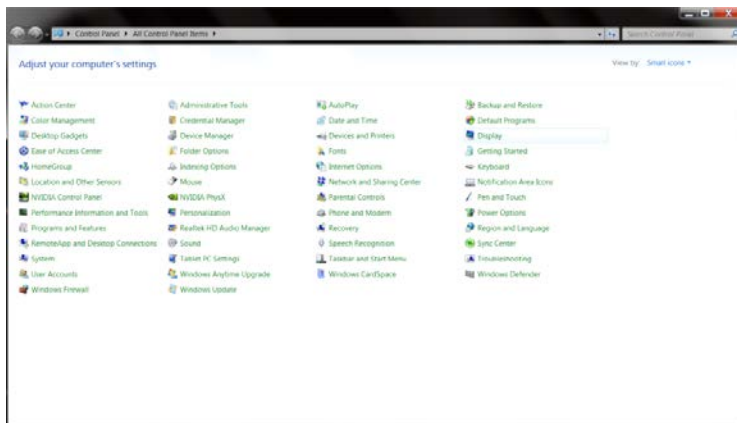 Control Panel All Control Panel Items
Search Control Panel
Adjust your computer's settings
View by: Small icons
Action Center Administrative Tools AutoPlay Backup and Restore
Color Management Credential Manager Date and Time Default Programs
Desktop Gadgets Device Manager Devices and Printers Display
Ease of Access Center Folder Options Fonts Getting Started
HomeGroup Indexing Options Internet Options Keyboard
Location and Other Sensors Mouse Network and Sharing Center Notification Area Icons
NVIDIA Control Panel NVIDIA PhysX Parental Controls Pen and Touch
Performance Information and Tools Personalization Phone and Modem Power Options
Programs and Features Realtek HD Audio Manager Recovery Region and Language
RemoteApp and Desktop Connections Sound Speech Recognition Sync Center
System Tablet PC Settings Taskbar and Start Menu Troubleshooting
User Accounts Windows Anytime Upgrade Windows CardSpace Windows Defender
Windows Firewall Windows Update